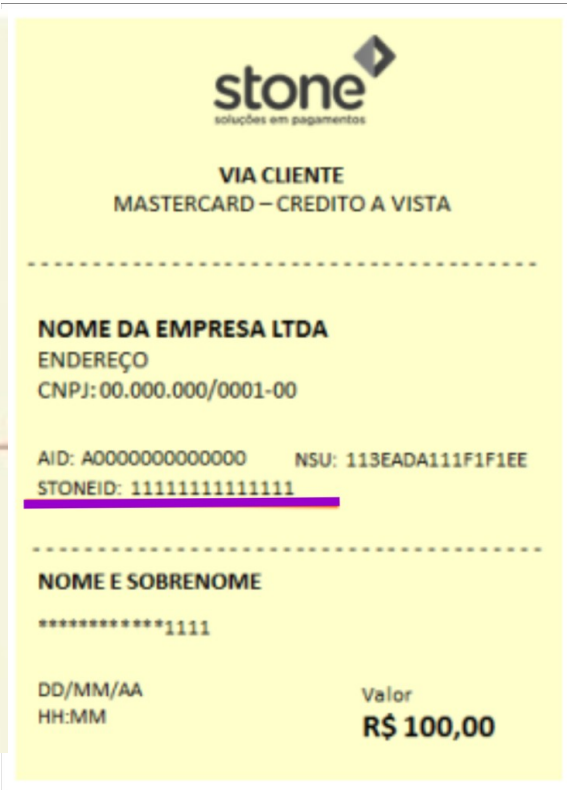 stone
soluções em pagamentos
VIA CLIENTE
MASTERCARD – CREDITO A VISTA
- - - - - - - - - - - - - - - - - - - - - - - - - - - - - - - - - - - - - - -
NOME DA EMPRESA LTDA
ENDEREÇO
CNPJ: 00.000.000/0001-00
AID: A0000000000000 NSU: 113EADA111F1F1EE
STONEID: 11111111111111
- - - - - - - - - - - - - - - - - - - - - - - - - - - - - - - - - - - - - - -
NOME E SOBRENOME
************1111
DD/MM/AA Valor
HH:MM R$ 100,00